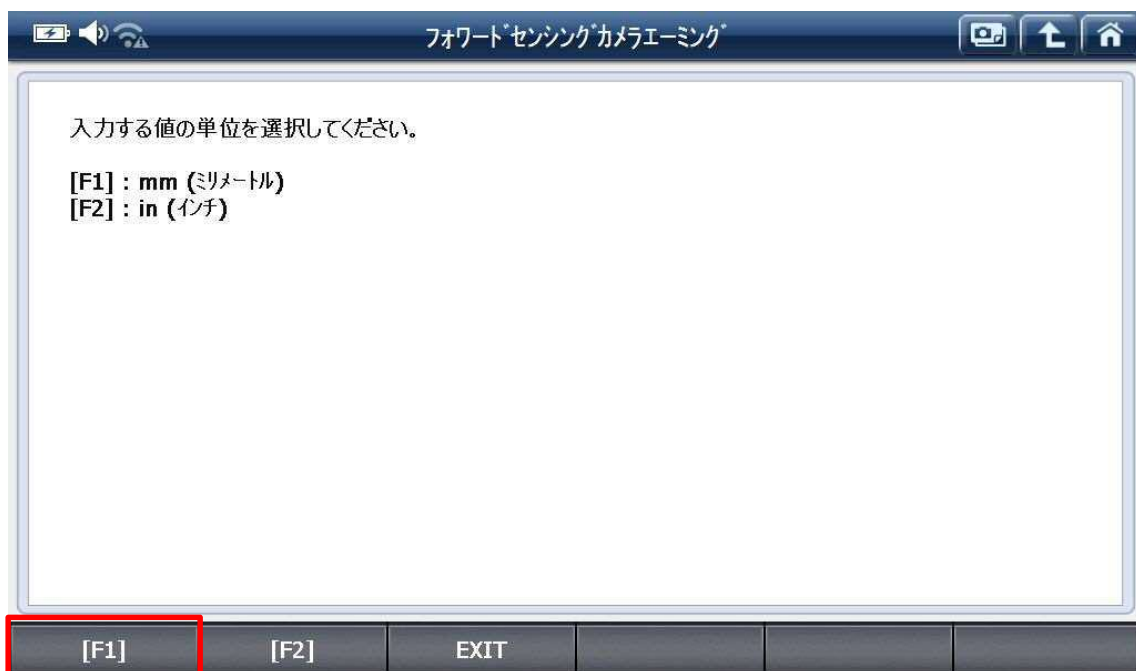 フォワードﾞセンシングﾞカメラエーミングﾞ
入力する値の単位を選択してください。
[F1] : mm (ﾐﾘﾒｰﾄﾙ)
[F2] : in (ｲﾝﾁ)
[F1] [F2] EXIT